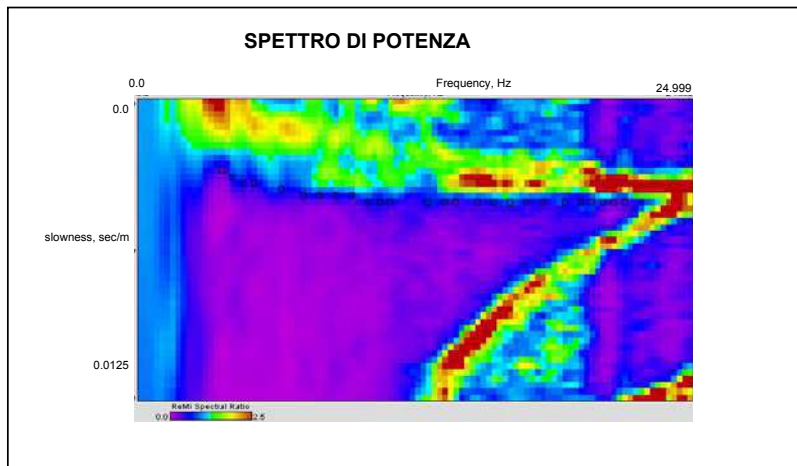 SPETTRO DI POTENZA
0.0
Frequency, Hz
24.999
0.0
slowness, sec/m
0.0125
ReMi Spectral Ratio
0.0
2.5